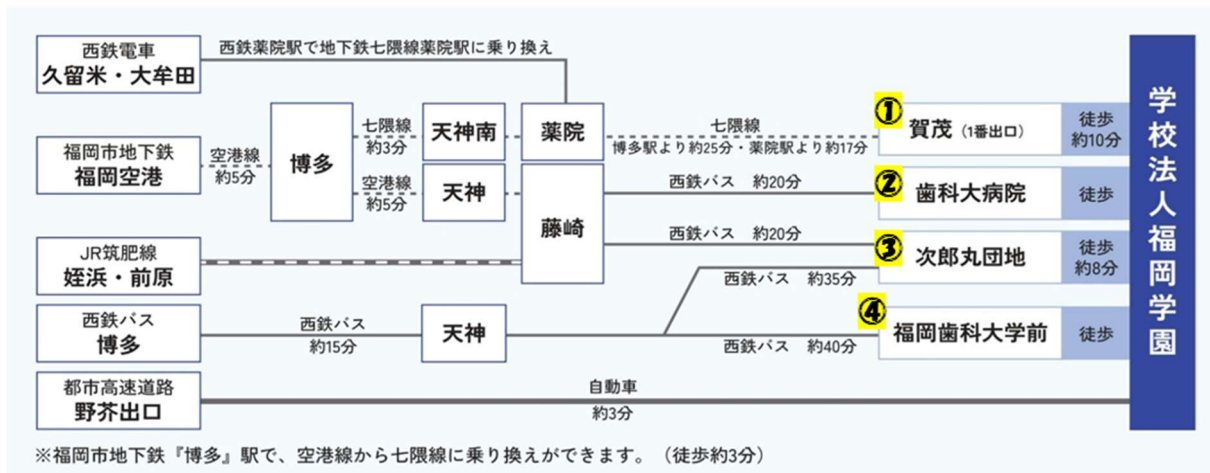 西鉄電車
久留米・大牟田
西鉄薬院駅で地下鉄七隈線薬院駅に乗り換え
福岡市地下鉄
福岡空港
空港線
約5分
博多
七隈線
約3分
天神南
薬院
七隈線
博多駅より約25分・薬院駅より約17分
①
賀茂（1番出口）
徒歩
約10分
空港線
約5分
天神
藤崎
西鉄バス 約20分
②
歯科大病院
徒歩
JR筑肥線
姪浜・前原
西鉄バス 約20分
③
次郎丸団地
徒歩
約8分
西鉄バス 約35分
西鉄バス
博多
西鉄バス
約15分
天神
西鉄バス 約40分
④
福岡歯科大学前
徒歩
都市高速道路
野芥出口
自動車
約3分
学校法人福岡学園
※福岡市地下鉄『博多』駅で、空港線から七隈線に乗り換えができます。（徒歩約3分）